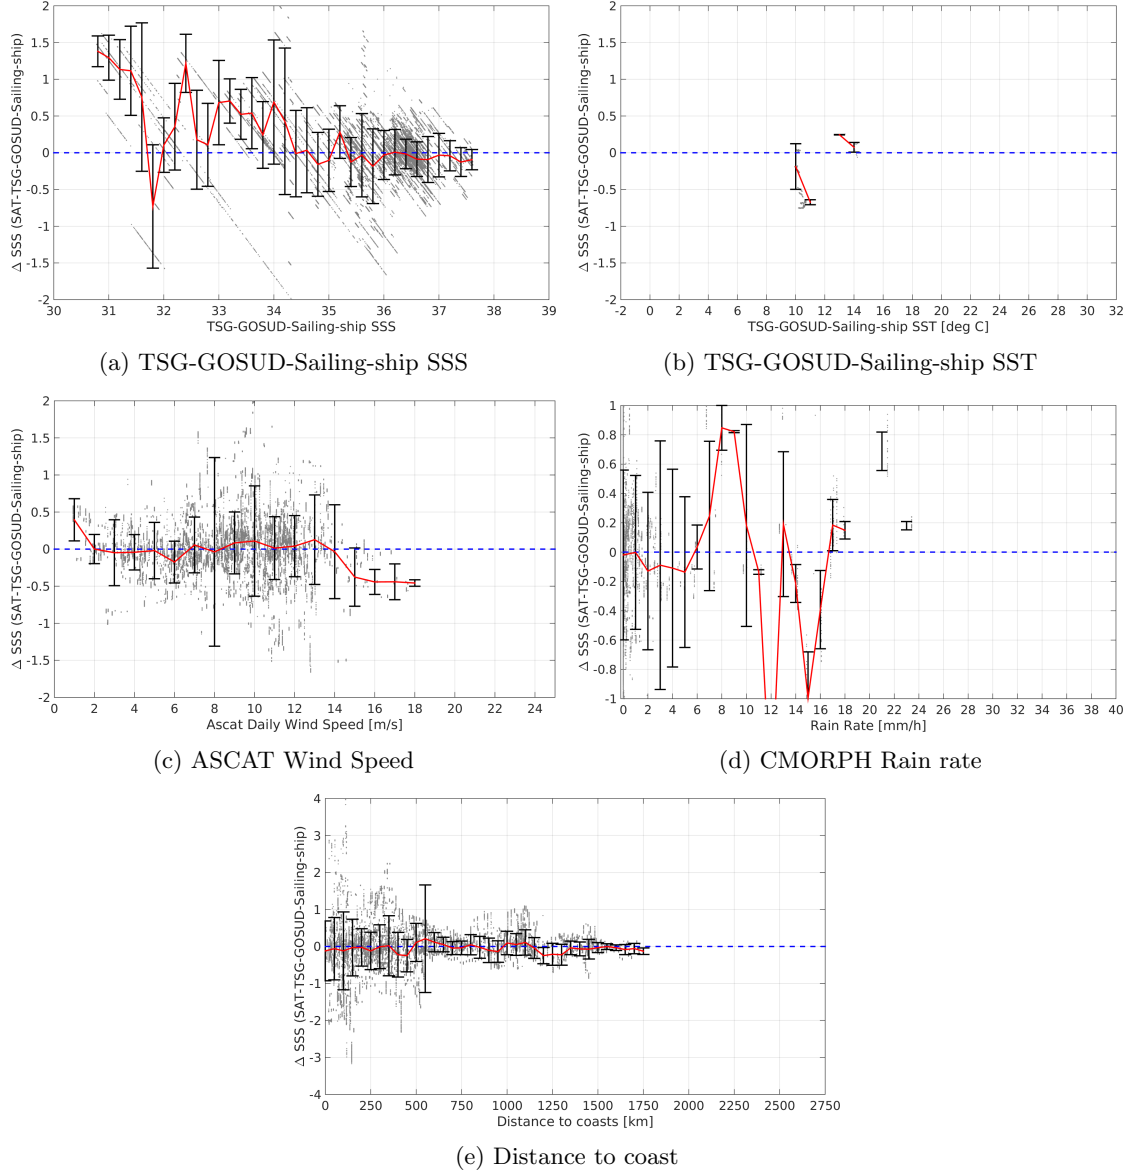 Δ SSS (SAT-TSG-GOSUD-Sailing-ship)
2
1.5
1
0.5
0
-0.5
-1
-1.5
-2
30 31 32 33 34 35 36 37 38 39
TSG-GOSUD-Sailing-ship SSS
(a) TSG-GOSUD-Sailing-ship SSS
Δ SSS (SAT-TSG-GOSUD-Sailing-ship)
2
1.5
1
0.5
0
-0.5
-1
-1.5
-2
-2 0 2 4 6 8 10 12 14 16 18 20 22 24 26 28 30 32
TSG-GOSUD-Sailing-ship SST [deg C]
(b) TSG-GOSUD-Sailing-ship SST
Δ SSS (SAT-TSG-GOSUD-Sailing-ship)
2
1.5
1
0.5
0
-0.5
-1
-1.5
-2
0 2 4 6 8 10 12 14 16 18 20 22 24
Ascat Daily Wind Speed [m/s]
(c) ASCAT Wind Speed
Δ SSS (SAT-TSG-GOSUD-Sailing-ship)
1
0.8
0.6
0.4
0.2
0
-0.2
-0.4
-0.6
-0.8
-1
0 2 4 6 8 10 12 14 16 18 20 22 24 26 28 30 32 34 36 38 40
Rain Rate [mm/h]
(d) CMORPH Rain rate
Δ SSS (SAT-TSG-GOSUD-Sailing-ship)
4
3
2
1
0
-1
-2
-3
-4
0 250 500 750 1000 1250 1500 1750 2000 2250 2500 2750
Distance to coasts [km]
(e) Distance to coast